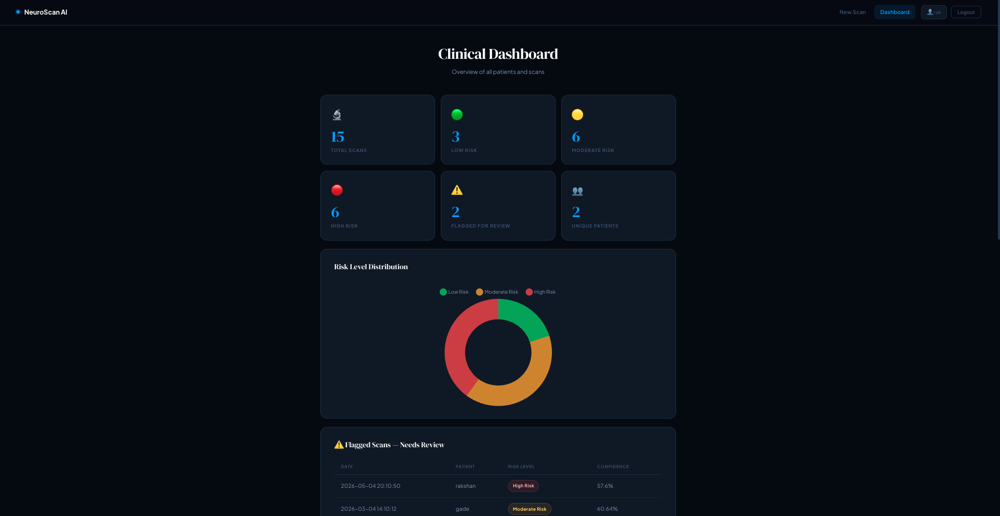 NeuroScan AI
New Scan
Dashboard
rak
Logout
Clinical Dashboard
Overview of all patients and scans
15
TOTAL SCANS
3
LOW RISK
6
MODERATE RISK
6
HIGH RISK
2
FLAGGED FOR REVIEW
2
UNIQUE PATIENTS
Risk Level Distribution
Low Risk Moderate Risk High Risk
Flagged Scans — Needs Review
DATE PATIENT RISK LEVEL CONFIDENCE
2026-05-04 20:10:50 rakshan High Risk 57.6%
2026-03-04 14:10:12 gade Moderate Risk 60.64%